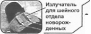 Излучатель
для шейного
отдела
новорож-
денных